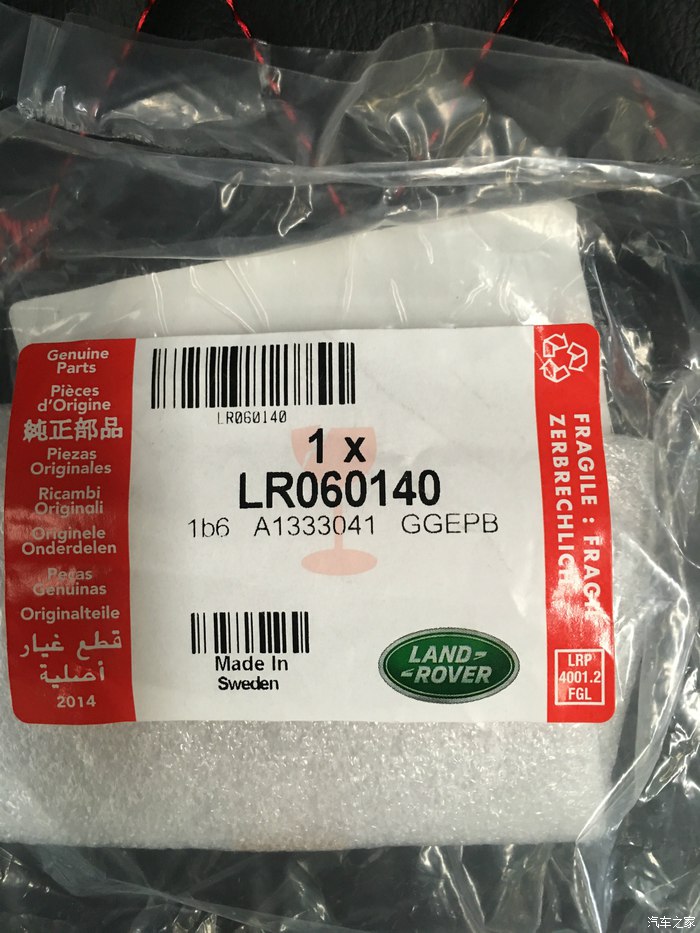 Genuine
Parts
Pièces
d'Origine
純正部品
Piezas
Originales
Ricambi
Originali
Originele
Onderdelen
Peças
Genuinas
Originalteile
قطع غيار
أصلية
2014
LR060140
1 x
LR060140
1b6 A1333041 GGEPB
Made In
Sweden
LAND-
-ROVER
FRAGILE : FRAGIL
ZERBRECHLICH
LRP
4001.2
FGL
汽车之家